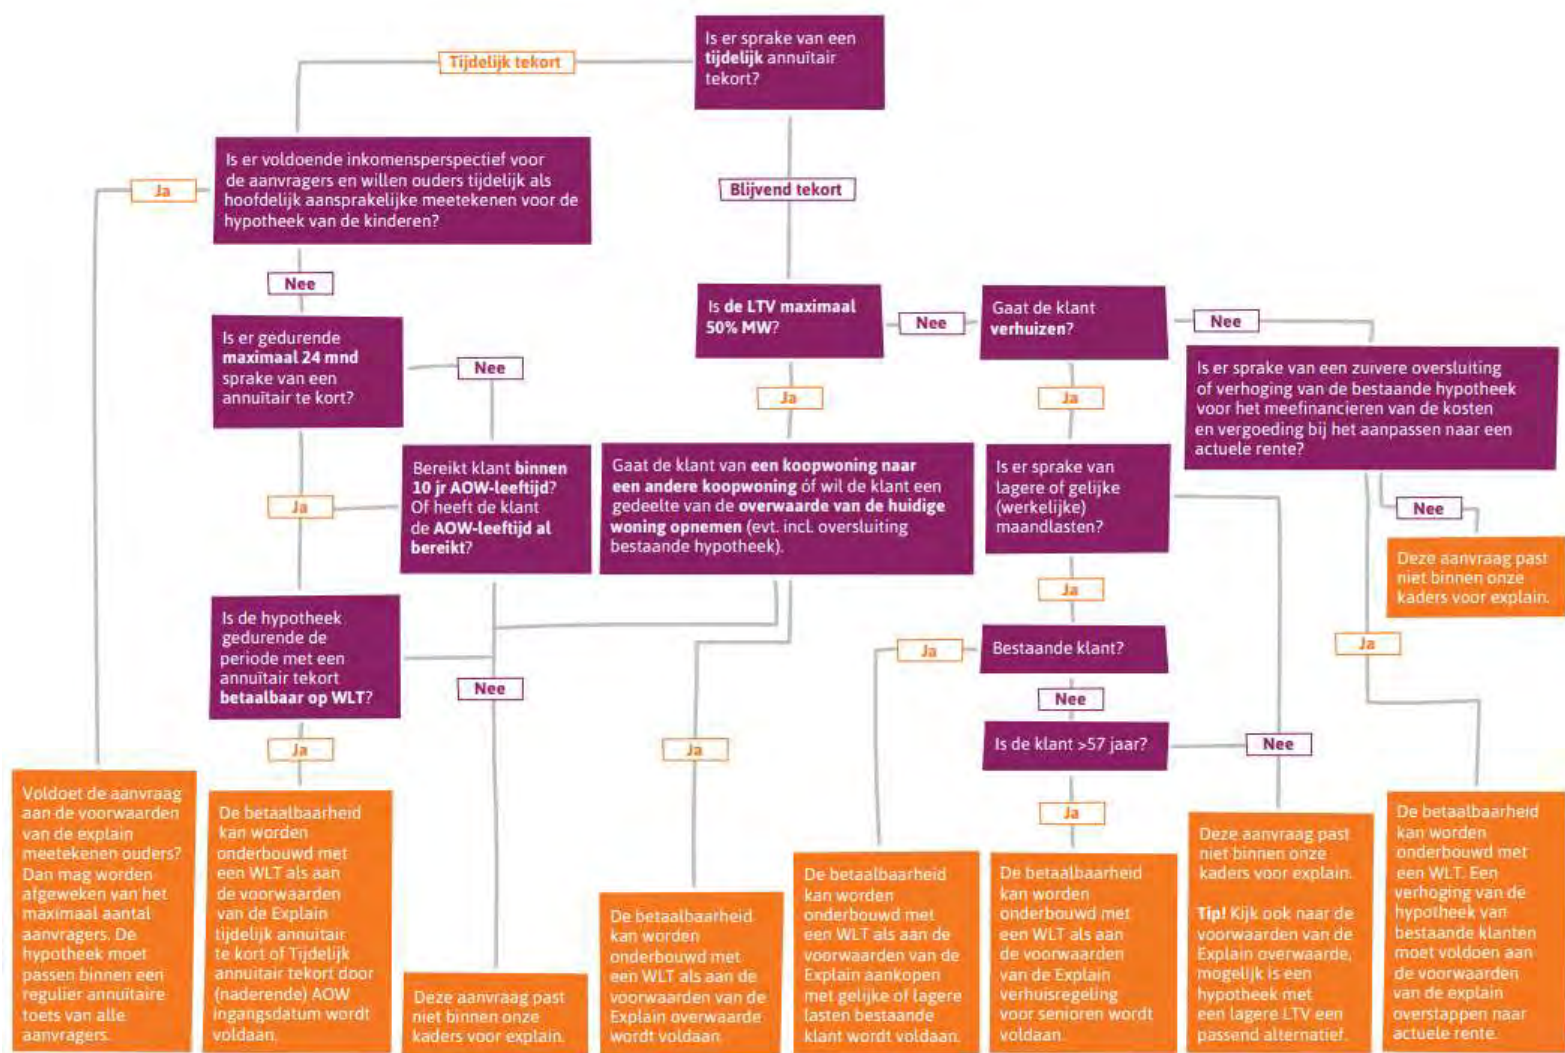 Is er sprake van een
tijdelijk annuïtair
tekort?
Tijdelijk tekort
Is er voldoende inkomensperspectief voor
de aanvragers en willen ouders tijdelijk als
hoofdelijk aansprakelijke meetekenen voor de
hypotheek van de kinderen?
Ja
Blijvend tekort
Nee
Is de LTV maximaal
50% MW?
Nee
Gaat de klant
verhuizen?
Nee
Is er gedurende
maximaal 24 mnd
sprake van een
annuïtair te kort?
Nee
Is er sprake van een zuivere oversluiting
of verhoging van de bestaande hypotheek
voor het meefinancieren van de kosten
en vergoeding bij het aanpassen naar een
actuele rente?
Ja
Ja
Bereikt klant binnen
10 jr AOW-leeftijd?
Of heeft de klant
de AOW-leeftijd al
bereikt?
Gaat de klant van een koopwoning naar
een andere koopwoning óf wil de klant een
gedeelte van de overwaarde van de huidige
woning opnemen (evt. incl. oversluiting
bestaande hypotheek).
Is er sprake van
lagere of gelijke
(werkelijke)
maandlasten?
Ja
Nee
Deze aanvraag past
niet binnen onze
kaders voor explain.
Ja
Is de hypotheek
gedurende de
periode met een
annuïtair tekort
betaalbaar op WLT?
Ja
Bestaande klant?
Ja
Nee
Nee
Ja
Ja
Is de klant >57 jaar?
Nee
Ja
Voldoet de aanvraag
aan de voorwaarden
van de explain
meetekenen ouders?
Dan mag worden
afgeweken van het
maximaal aantal
aanvragers. De
hypotheek moet
passen binnen een
regulier annuïtaire
toets van alle
aanvragers.
De betaalbaarheid
kan worden
onderbouwd met
een WLT als aan
de voorwaarden
van de Explain
tijdelijk annuitair
te kort of Tijdelijk
annuitair tekort door
(naderende) AOW
ingangsdatum wordt
voldaan.
Deze aanvraag past
niet binnen onze
kaders voor explain.
De betaalbaarheid
kan worden
onderbouwd met
een WLT als aan de
voorwaarden van de
Explain overwaarde
wordt voldaan.
De betaalbaarheid
kan worden
onderbouwd met
een WLT als aan de
voorwaarden van de
Explain aankopen
met gelijke of lagere
lasten bestaande
klant wordt voldaan.
De betaalbaarheid
kan worden
onderbouwd met
een WLT als aan
de voorwaarden
van de Explain
verhuisregeling
voor senioren wordt
voldaan.
Deze aanvraag past
niet binnen onze
kaders voor explain.
Tip! Kijk ook naar de
voorwaarden van de
Explain overwaarde,
mogelijk is een
hypotheek met
een lagere LTV een
passend alternatief.
De betaalbaarheid
kan worden
onderbouwd met
een WLT. Een
verhoging van de
hypotheek van
bestaande klanten
moet voldoen aan
de voorwaarden
van de explain
overstappen naar
actuele rente.